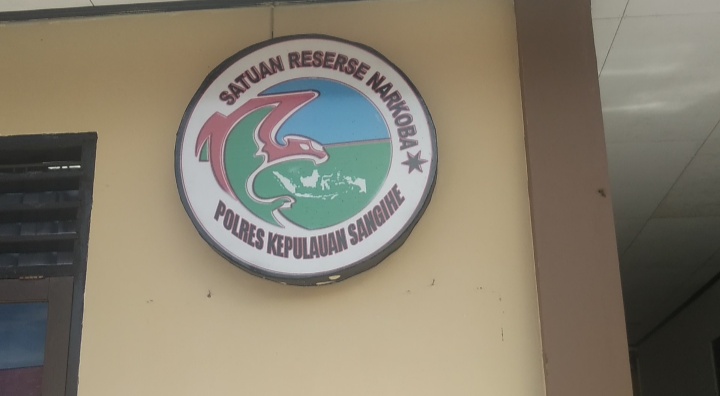 SATUAN RESERSE NARKOBA
POLRES KEPULAUAN SANGIHE